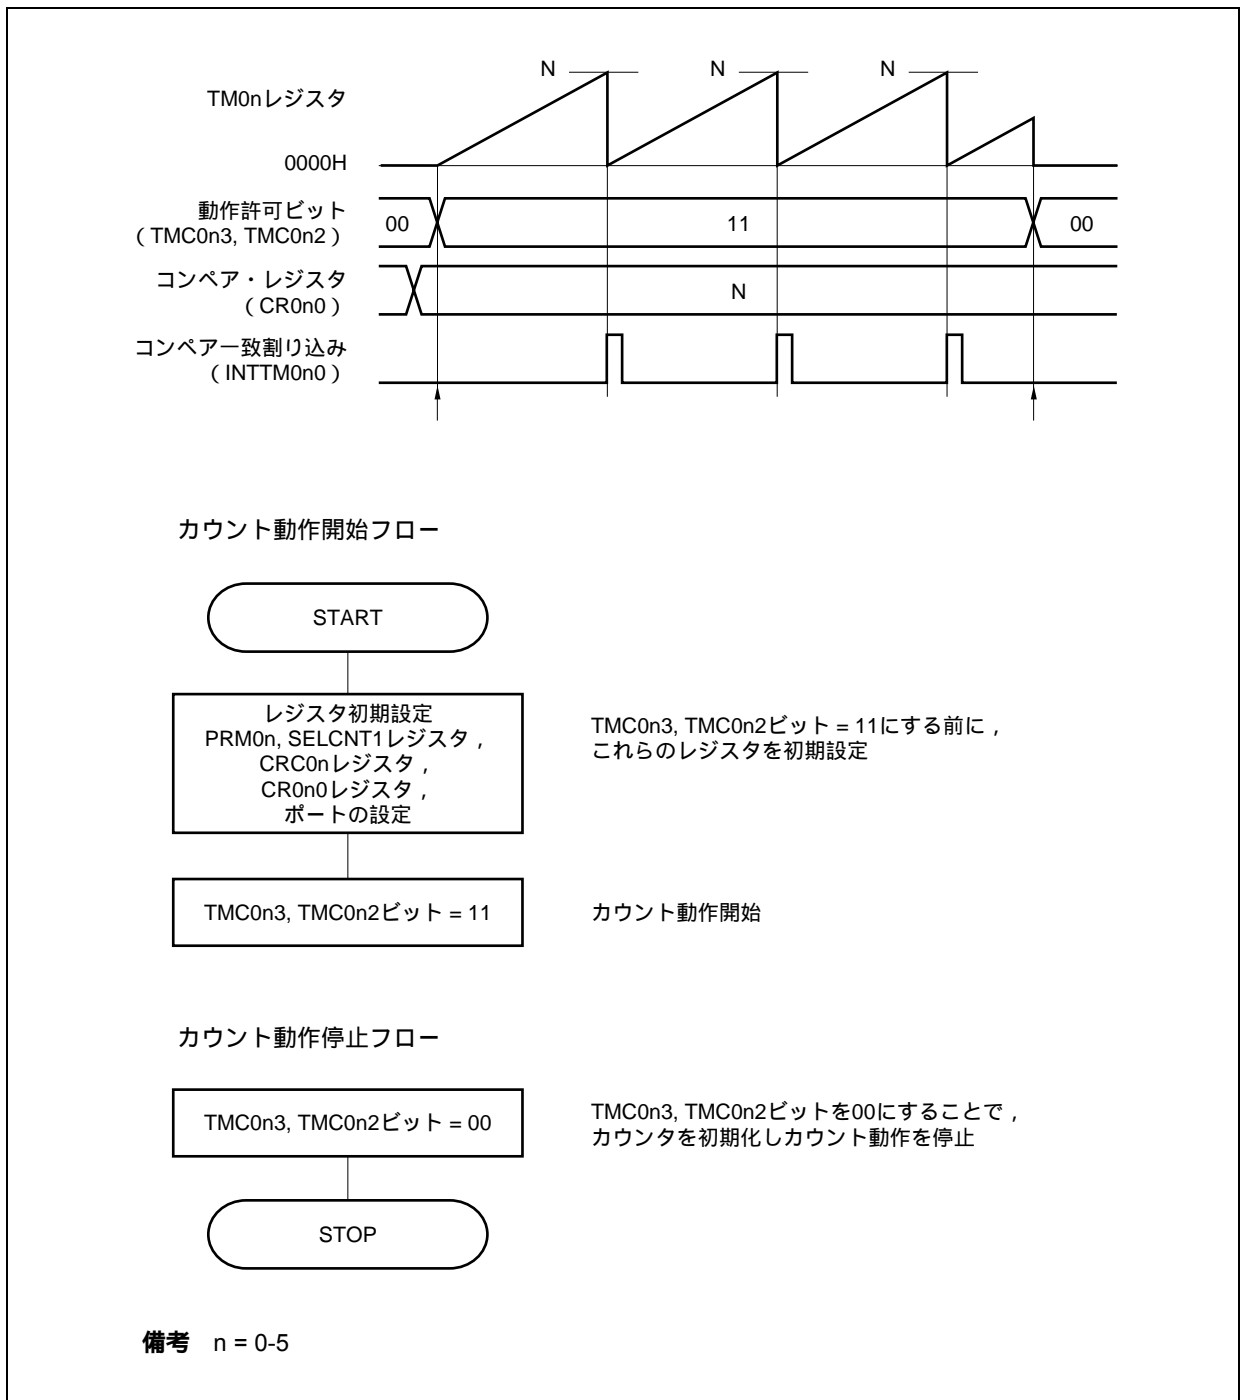 N N N
TM0nレジスタ
0000H
動作許可ビット
（TMC0n3, TMC0n2）
00 11 00
コンペア・レジスタ
（CR0n0）
N
コンペア一致割り込み
（INTTM0n0）
カウント動作開始フロー
START
レジスタ初期設定
PRM0n, SELCNT1レジスタ，
CRC0nレジスタ，
CR0n0レジスタ，
ポートの設定
TMC0n3, TMC0n2ビット = 11にする前に，
これらのレジスタを初期設定
TMC0n3, TMC0n2ビット = 11
カウント動作開始
カウント動作停止フロー
TMC0n3, TMC0n2ビット = 00
TMC0n3, TMC0n2ビットを00にすることで，
カウンタを初期化しカウント動作を停止
STOP
備考 n = 0-5